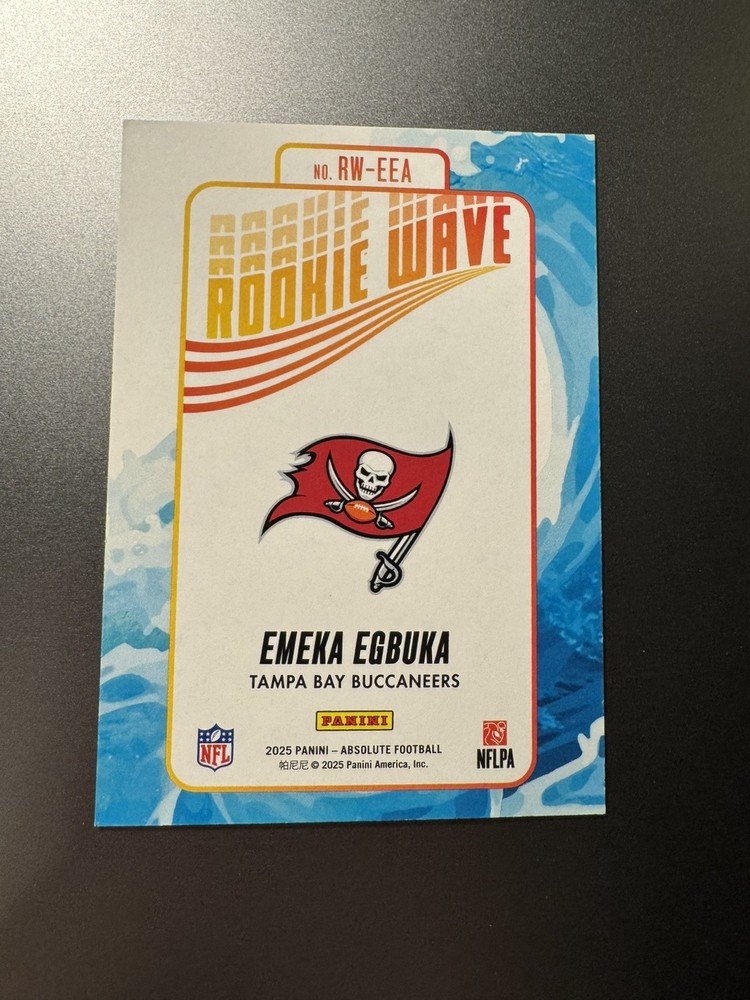 NO. RW-EEA
ROOKIE WAVE
EMEKA EGBUKA
TAMPA BAY BUCCANEERS
PANINI
NFL
NFLPA
2025 PANINI – ABSOLUTE FOOTBALL
帕尼尼 © 2025 Panini America, Inc.